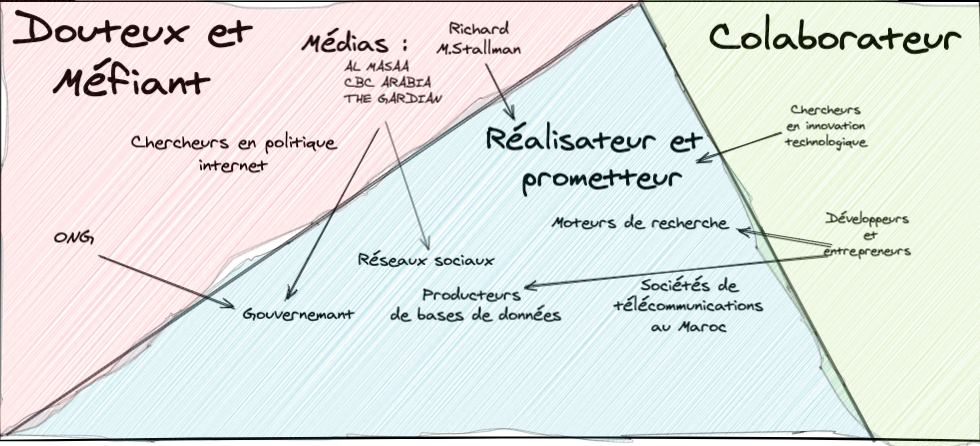 Douteux et
Méfiant
Médias :
AL MASAA
CBC ARABIA
THE GARDIAN
Richard
M.Stallman
Chercheurs en politique
internet
ONG
Colaborateur
Chercheurs
en innovation
technologique
Développeurs
et
entrepreneurs
Réalisateur et
prometteur
Moteurs de recherche
Réseaux sociaux
Gouvernemant
Producteurs
de bases de données
Sociétés de
télécommunications
au Maroc